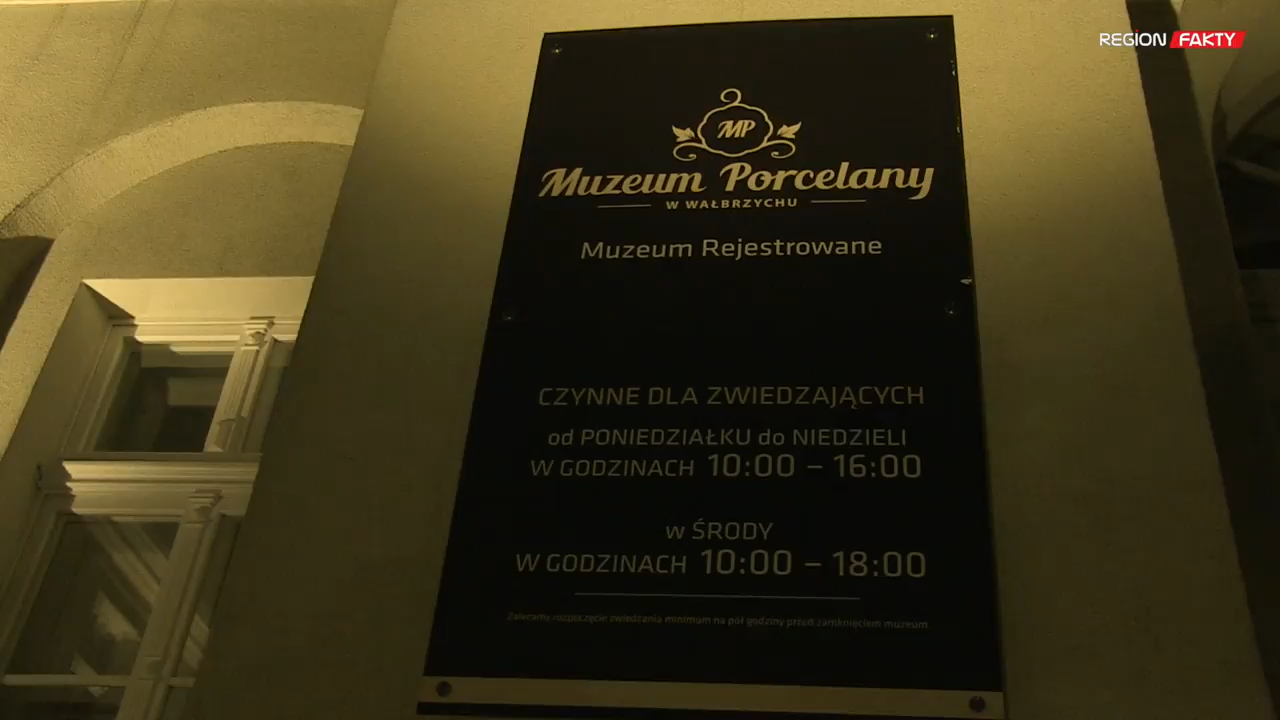 REGION FAKTY
MP
Muzeum Porcelany
W WAŁBRZYCHU
Muzeum Rejestrowane
CZYNNE DLA ZWIEDZAJĄCYCH
od PONIEDZIAŁKU do NIEDZIELI
W GODZINACH 10:00 – 16:00
w ŚRODY
W GODZINACH 10:00 – 18:00
Zalecamy rozpoczęcie zwiedzania minimum na pół godziny przed zamknięciem muzeum.